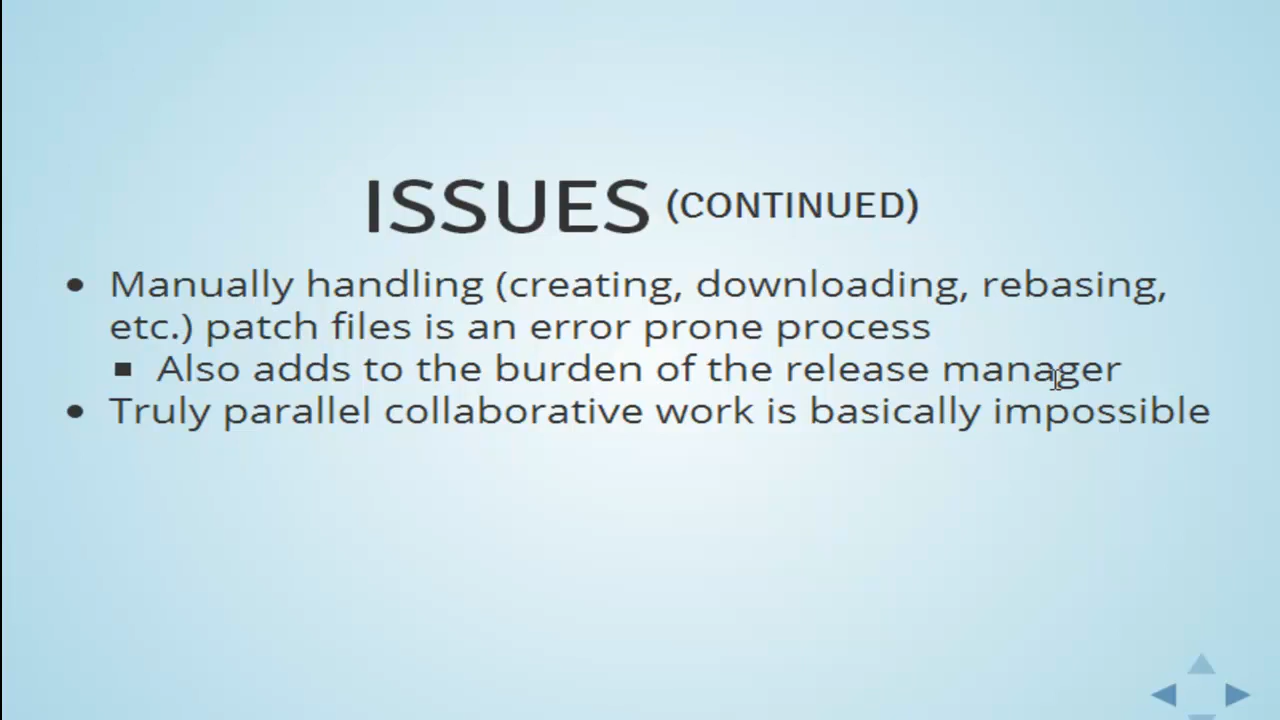 ISSUES (CONTINUED)
• Manually handling (creating, downloading, rebasing,
etc.) patch files is an error prone process
▪ Also adds to the burden of the release manager
• Truly parallel collaborative work is basically impossible